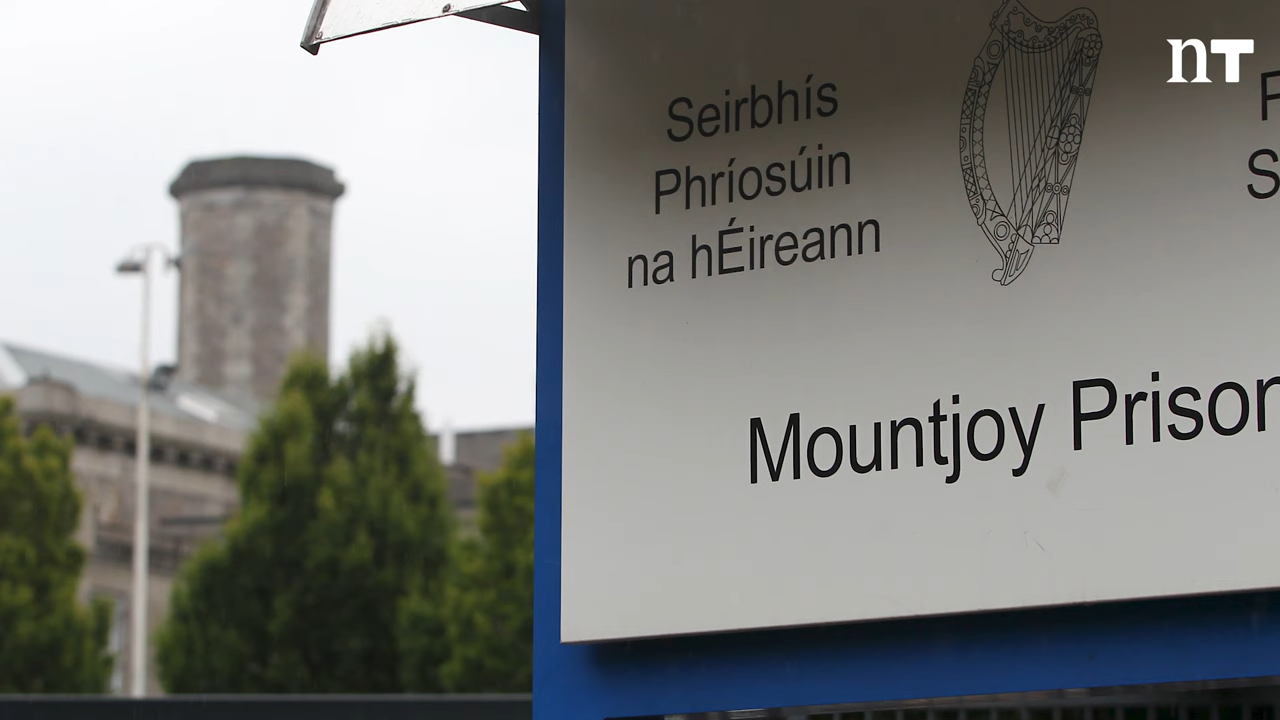 nT
Seirbhís
Phríosúin
na hÉireann
Mountjoy Prison